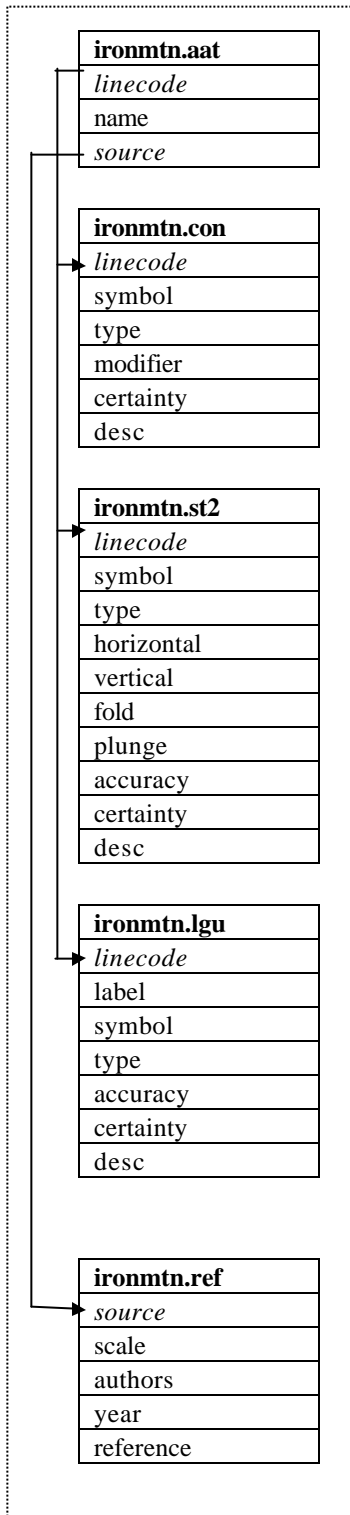 ironmtn.aat
linecode
name
source
ironmtn.con
linecode
symbol
type
modifier
certainty
desc
ironmtn.st2
linecode
symbol
type
horizontal
vertical
fold
plunge
accuracy
certainty
desc
ironmtn.lgu
linecode
label
symbol
type
accuracy
certainty
desc
ironmtn.ref
source
scale
authors
year
reference